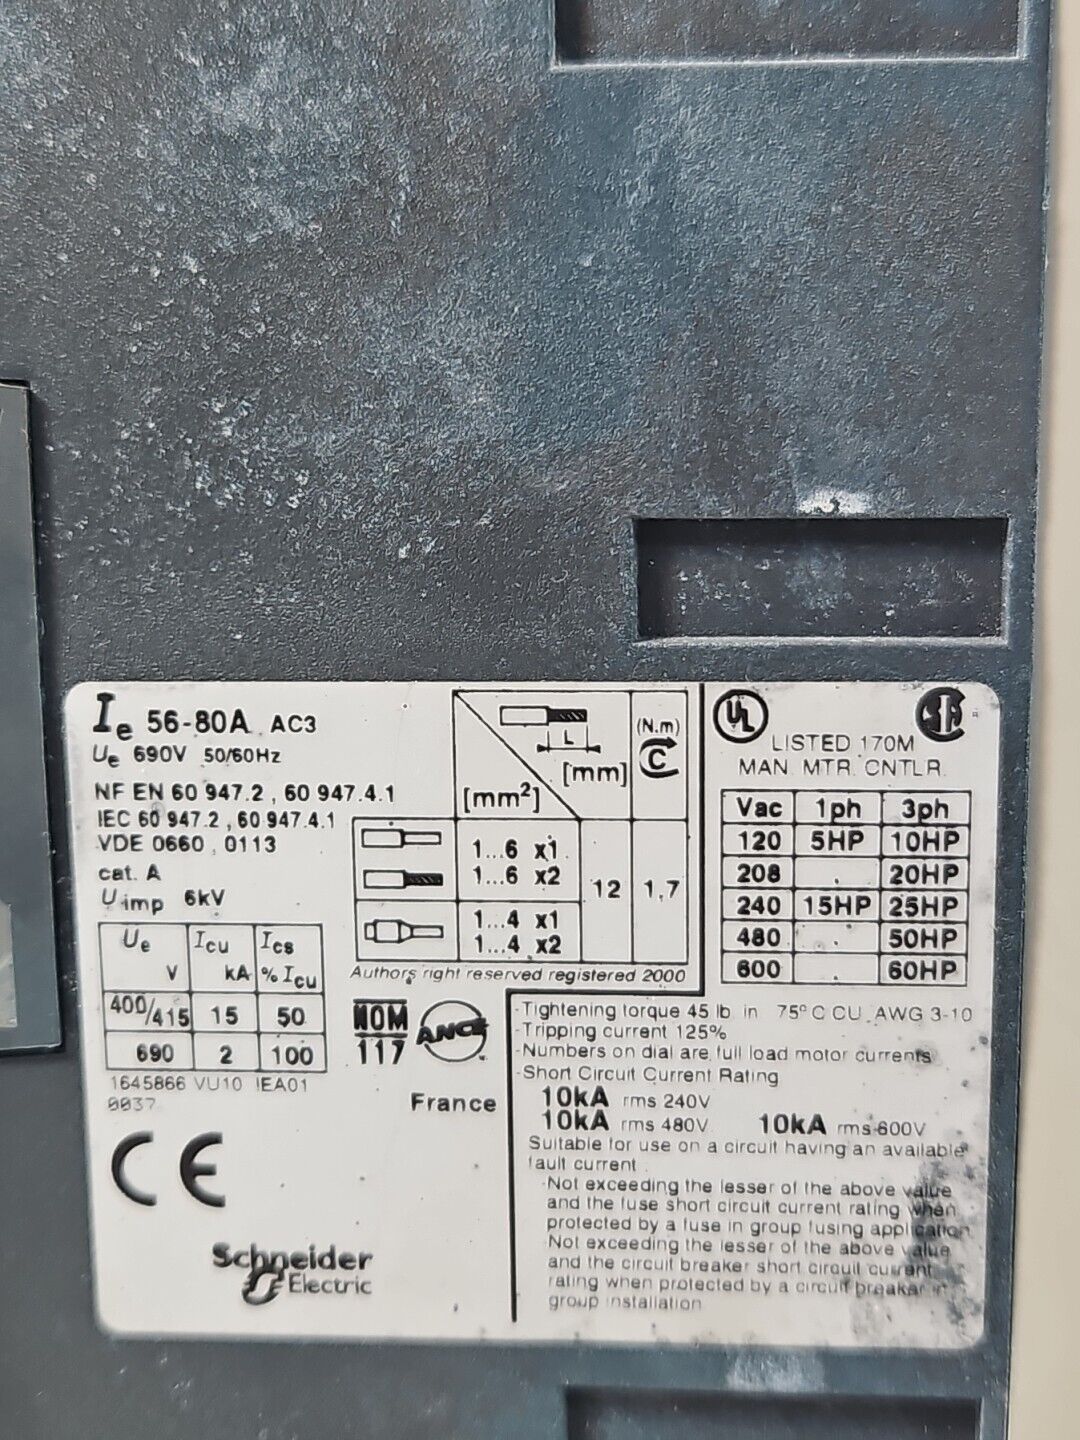 Ie 56-80A AC3
Ue 690V 50/60Hz
NF EN 60 947.2 , 60 947.4.1
IEC 60 947.2 , 60 947.4.1
VDE 0660 , 0113
cat. A
Uimp 6kV
Ue Icu Ics
V kA % Icu
400/415 15 50
690 2 100
1645866 VU10 IEA01
0037
CE
Schneider
Electric
L
[mm]
[mm²]
(N.m)
C
1...6 x1
1...6 x2
12 1,7
1...4 x1
1...4 x2
Authors right reserved registered 2000
NOM
117
ANCE
France
UL
SA
LISTED 170M
MAN. MTR. CNTLR.
Vac 1ph 3ph
120 5HP 10HP
208 20HP
240 15HP 25HP
480 50HP
600 60HP
-Tightening torque 45 lb in 75°C CU AWG 3-10
-Tripping current 125%
-Numbers on dial are full load motor currents
-Short Circuit Current Rating
10kA rms 240V
10kA rms 480V 10kA rms 600V
Suitable for use on a circuit having an available
fault current
-Not exceeding the lesser of the above value
and the fuse short circuit current rating when
protected by a fuse in group fusing application
Not exceeding the lesser of the above value
and the circuit breaker short circuit current
rating when protected by a circuit breaker in
group installation